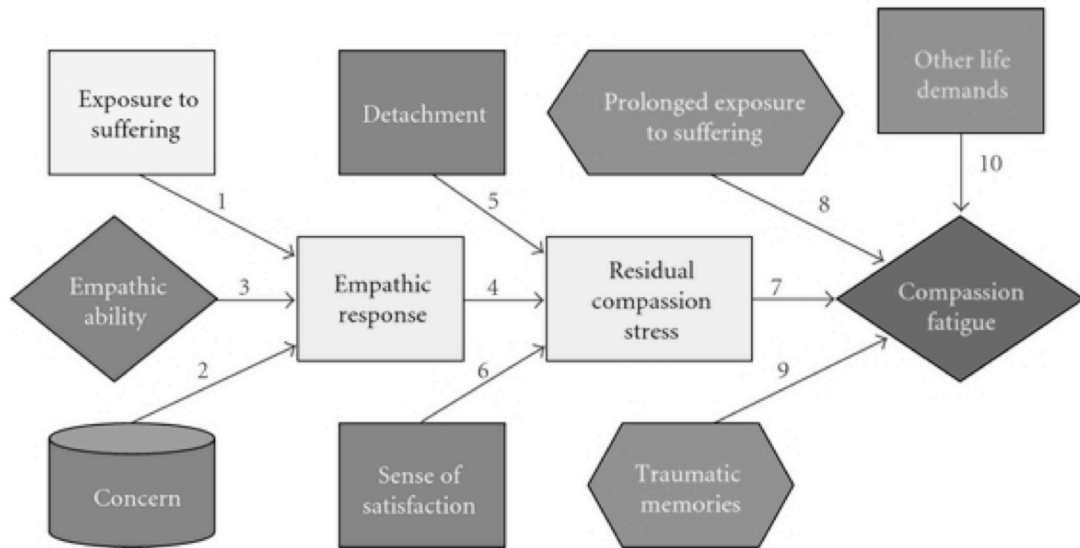 Exposure to
suffering
Detachment
Prolonged exposure
to suffering
Other life
demands
1
5
8
10
Empathic
ability
3
Empathic
response
4
Residual
compassion
stress
7
Compassion
fatigue
2
6
9
Concern
Sense of
satisfaction
Traumatic
memories